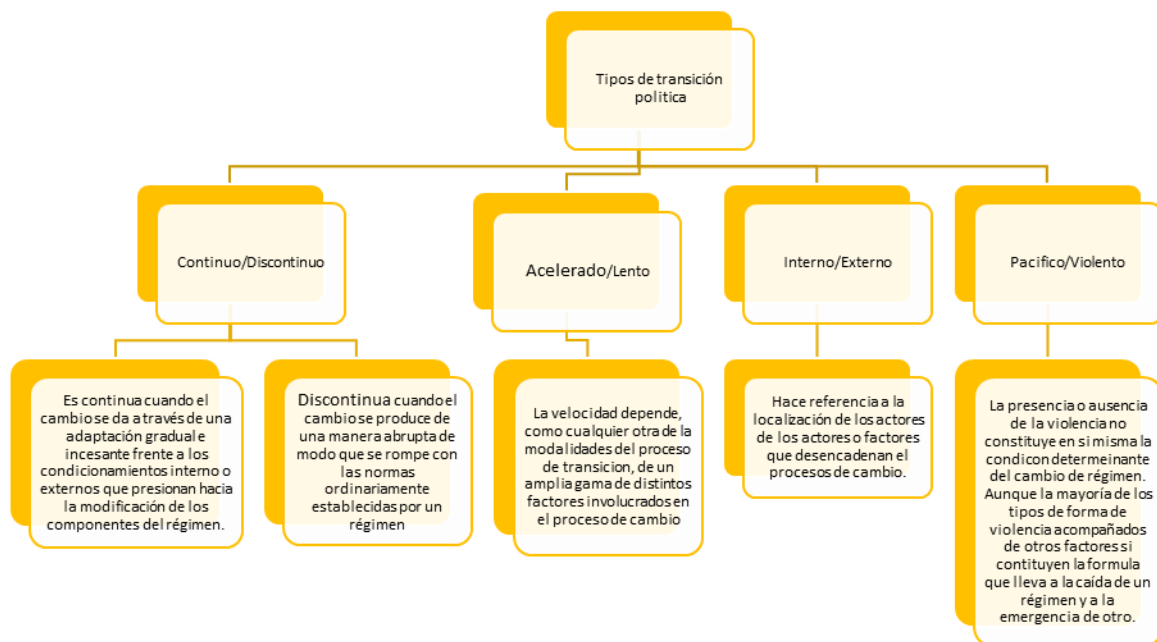 Tipos de transición
politica
Continuo/Discontinuo
Acelerado/Lento
Interno/Externo
Pacifico/Violento
Es continua cuando el
cambio se da a través de una
adaptación gradual e
incesante frente a los
condicionamientos interno o
externos que presionan hacia
la modificación de los
componentes del régimen.
Discontinua cuando el
cambio se produce de
una manera abrupta de
modo que se rompe con
las normas
ordinariamente
establecidas por un
régimen
La velocidad depende,
como cualquier otra de la
modalidades del proceso
de transicion, de un
amplia gama de distintos
factores involucrados en
el proceso de cambio
Hace referencia a la
localización de los actores
de los actores o factores
que desencadenan el
procesos de cambio.
La presencia o ausencia
de la violencia no
constituye en si misma la
condicon determeinante
del cambio de régimen.
Aunque la mayoría de los
tipos de forma de
violencia acompañados
de otros factores si
contituyen la formula
que lleva a la caída de un
régimen y a la
emergencia de otro.